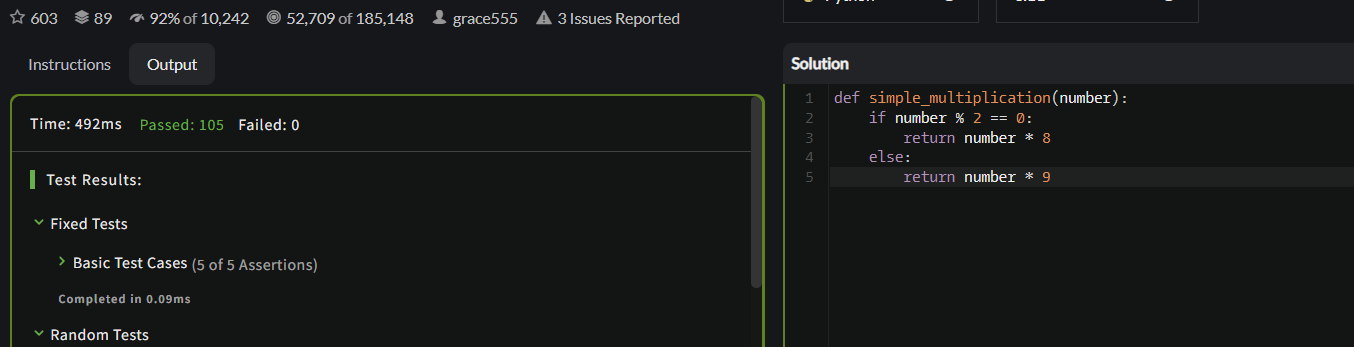 603 89 92% of 10,242 52,709 of 185,148 grace555 3 Issues Reported
Instructions Output
Time: 492ms Passed: 105 Failed: 0
Test Results:
Fixed Tests
Basic Test Cases (5 of 5 Assertions)
Completed in 0.09ms
Random Tests
Python
Solution
1 def simple_multiplication(number):
2     if number % 2 == 0:
3         return number * 8
4     else:
5         return number * 9